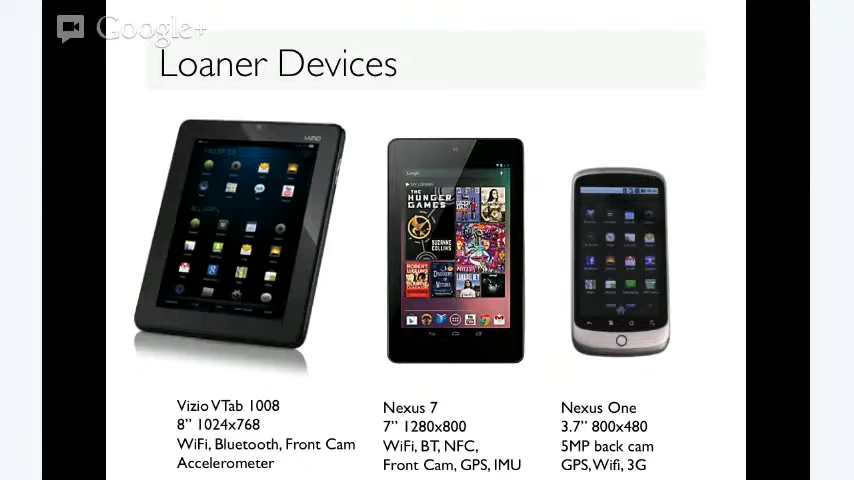 Google+
Loaner Devices
VIZIO
THE
HUNGER
GAMES
SUZANNE
COLLINS
Vizio VTab 1008
8” 1024x768
WiFi, Bluetooth, Front Cam
Accelerometer
Nexus 7
7” 1280x800
WiFi, BT, NFC,
Front Cam, GPS, IMU
Nexus One
3.7” 800x480
5MP back cam
GPS, Wifi, 3G